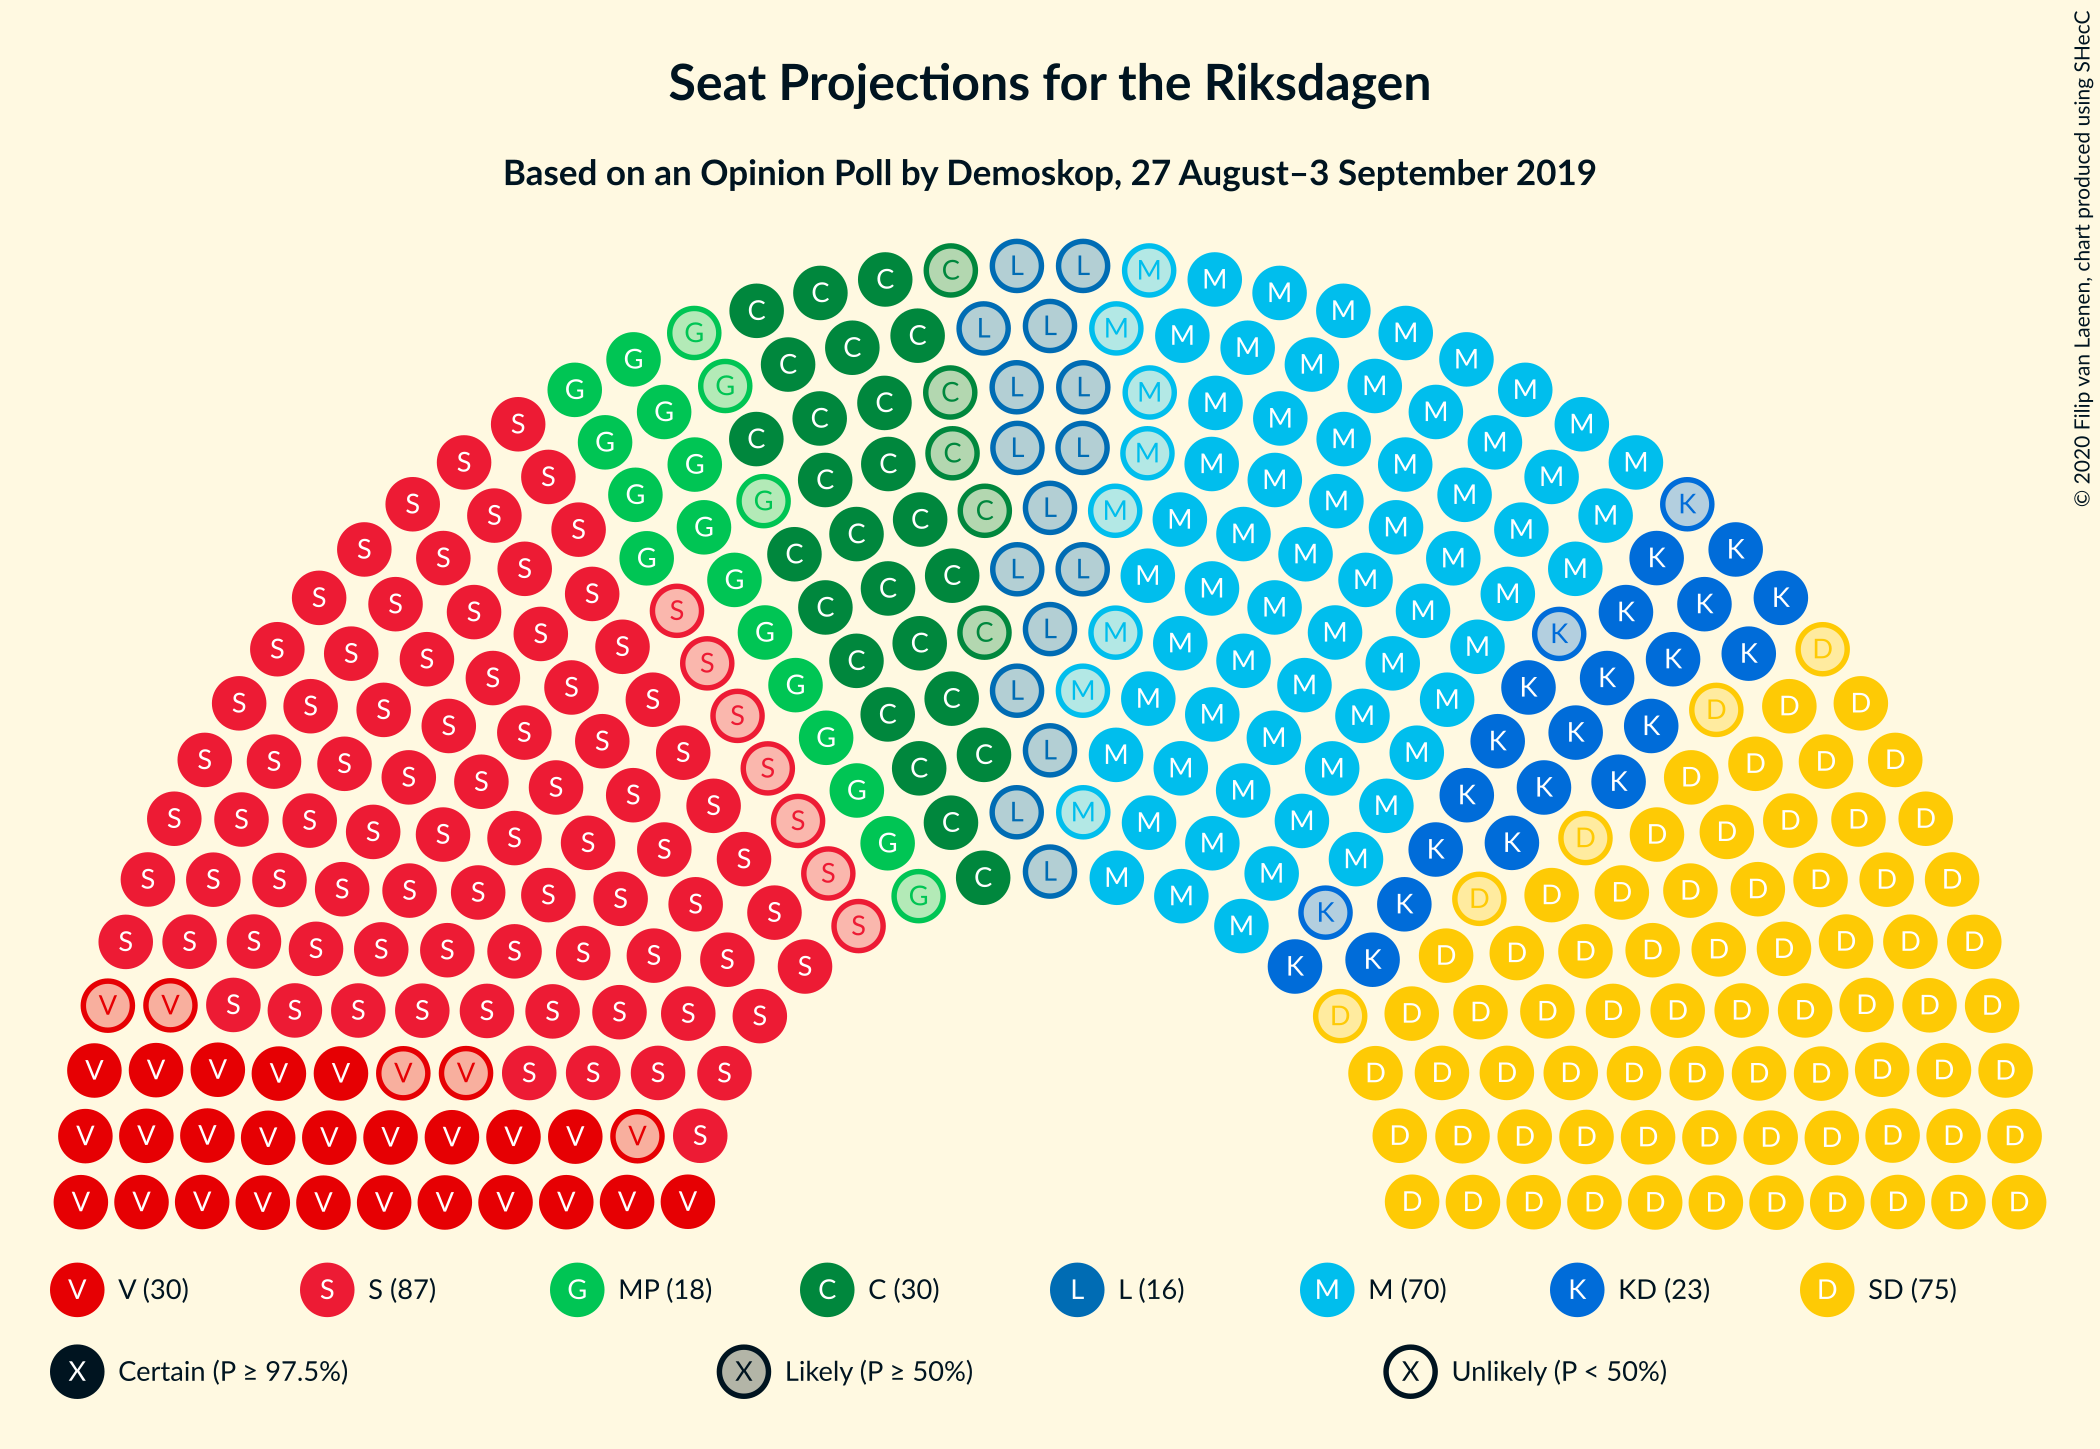 Seat Projections for the Riksdagen
Based on an Opinion Poll by Demoskop, 27 August–3 September 2019
© 2020 Filip van Laenen, chart produced using SHecC
V V (30) S S (87) G MP (18) C C (30) L L (16) M M (70) K KD (23) D SD (75)
X Certain (P ≥ 97.5%) X Likely (P ≥ 50%) X Unlikely (P < 50%)